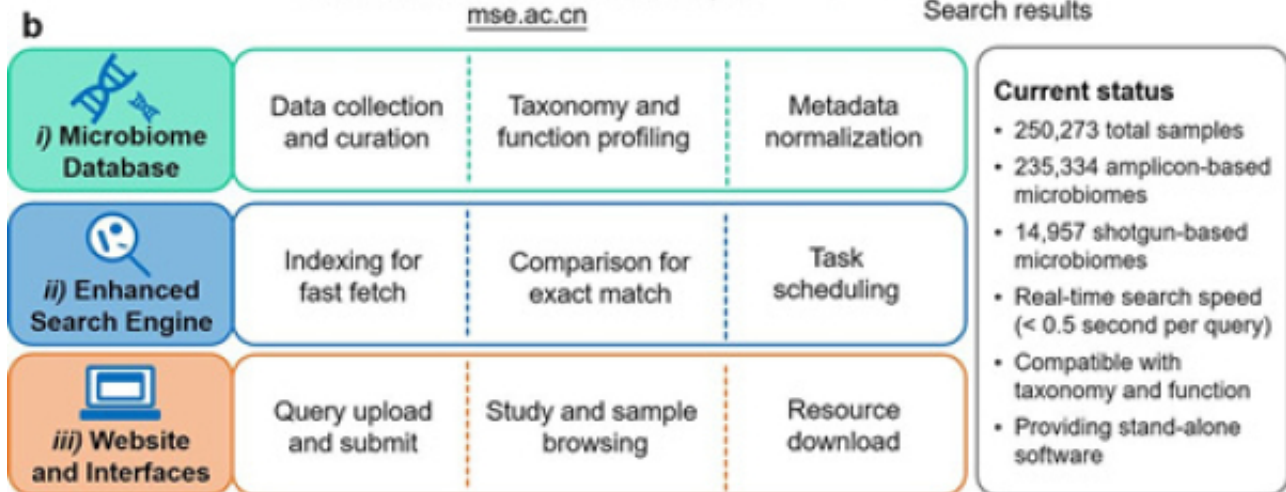 b
mse.ac.cn
Search results
i) Microbiome
Database
Data collection
and curation
Taxonomy and
function profiling
Metadada
normalization
ii) Enhanced
Search Engine
Indexing for
fast fetch
Comparison for
exact match
Task
scheduling
iii) Website
and Interfaces
Query upload
and submit
Study and sample
browsing
Resource
download
Current status
• 250,273 total samples
• 235,334 amplicon-based
microbiomes
• 14,957 shotgun-based
microbiomes
• Real-time search speed
(< 0.5 second per query)
• Compatible with
taxonomy and function
• Providing stand-alone
software